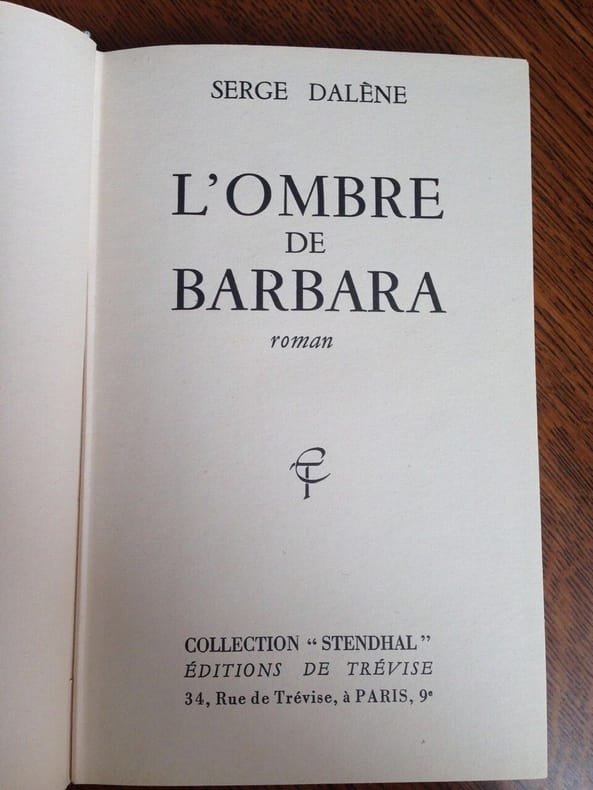 SERGE DALÈNE
L'OMBRE
DE
BARBARA
roman
COLLECTION “ STENDHAL ”
ÉDITIONS DE TRÉVISE
34, Rue de Trévise, à PARIS, 9e